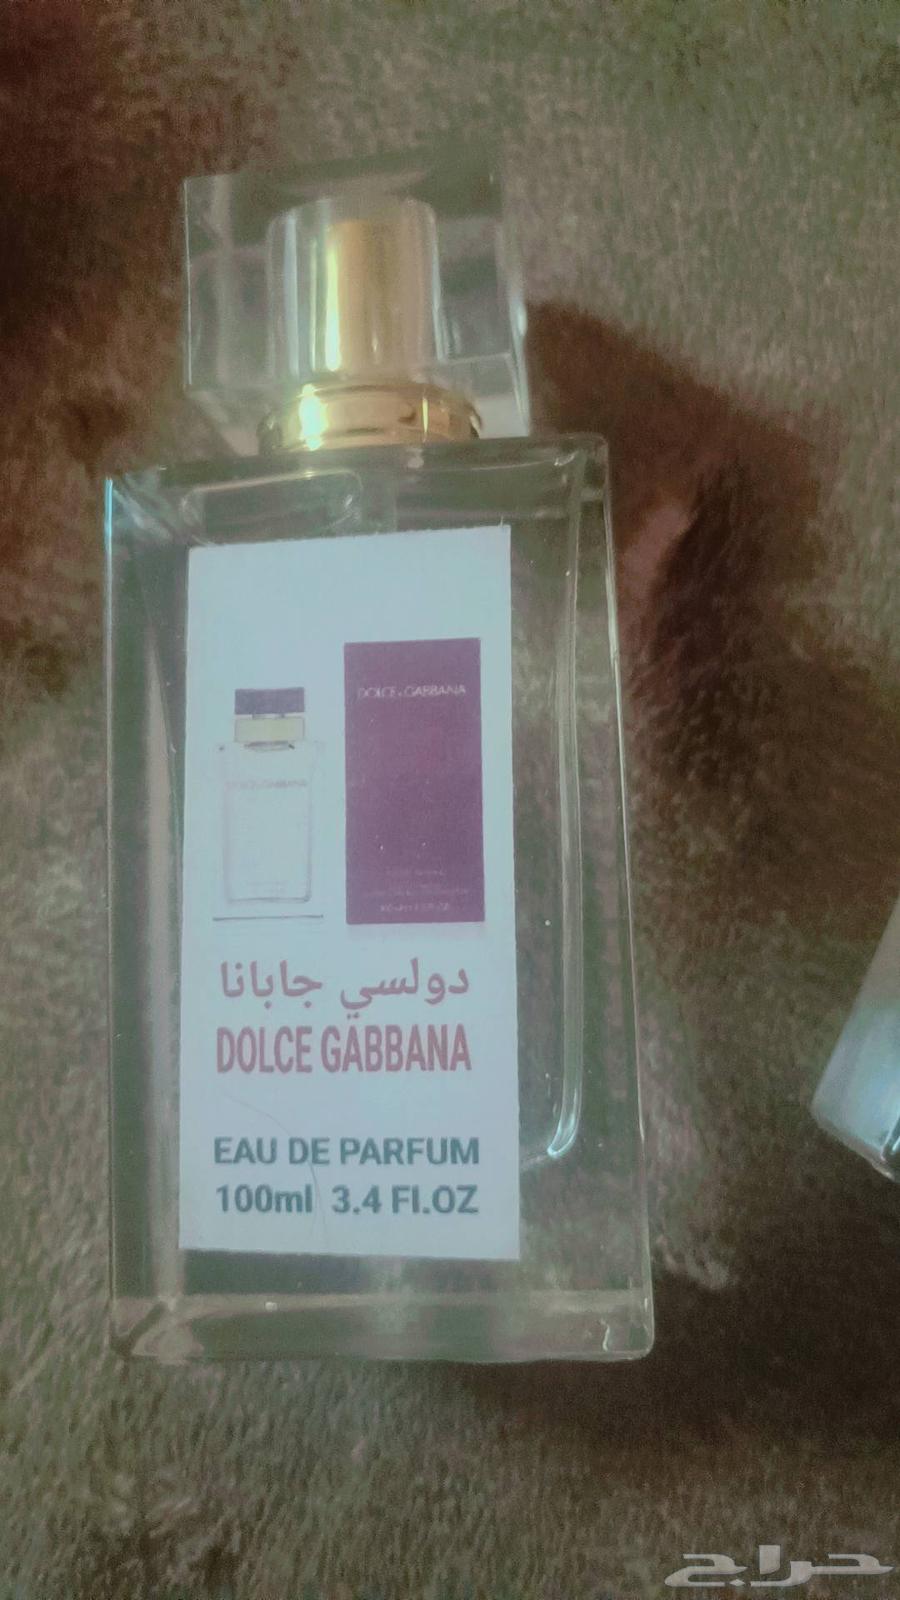 DOLCE & GABBANA
DOLCE & GABBANA
دولسي جابانا
DOLCE GABBANA
EAU DE PARFUM
100ml 3.4 Fl.OZ
حراج